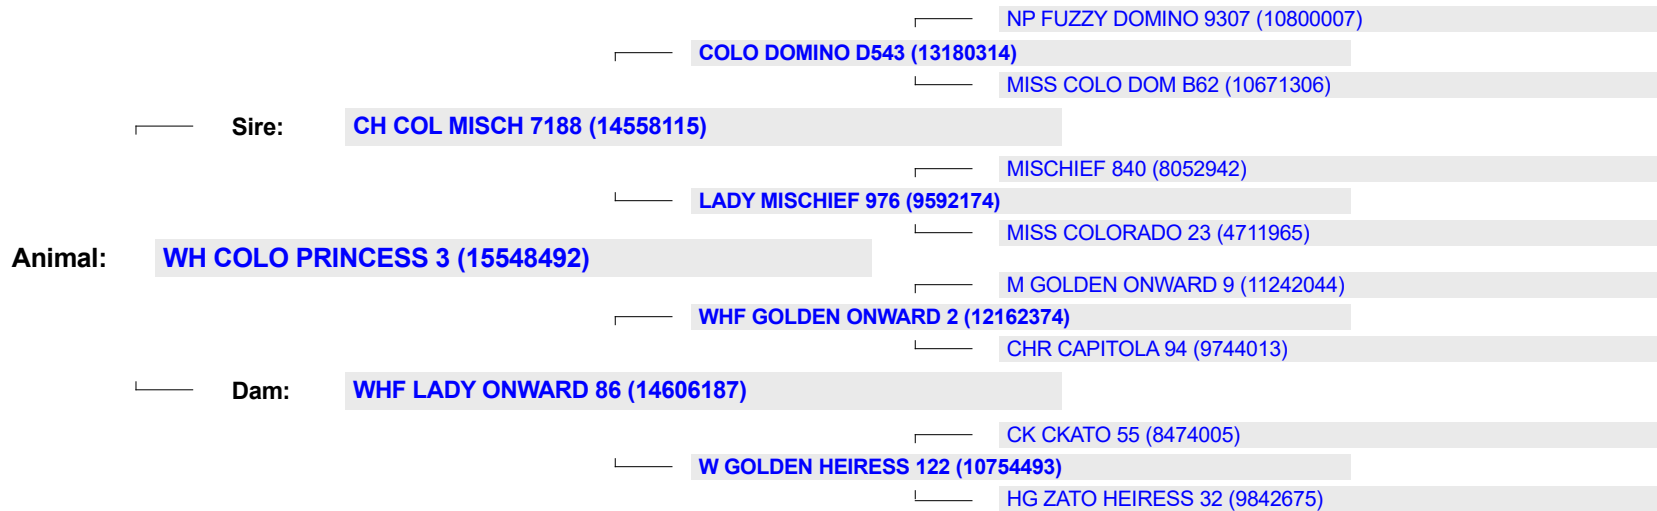 NP FUZZY DOMINO 9307 (10800007)
COLO DOMINO D543 (13180314)
MISS COLO DOM B62 (10671306)
Sire: CH COL MISCH 7188 (14558115)
MISCHIEF 840 (8052942)
LADY MISCHIEF 976 (9592174)
MISS COLORADO 23 (4711965)
Animal: WH COLO PRINCESS 3 (15548492)
M GOLDEN ONWARD 9 (11242044)
WHF GOLDEN ONWARD 2 (12162374)
CHR CAPITOLA 94 (9744013)
Dam: WHF LADY ONWARD 86 (14606187)
CK CKATO 55 (8474005)
W GOLDEN HEIRESS 122 (10754493)
HG ZATO HEIRESS 32 (9842675)